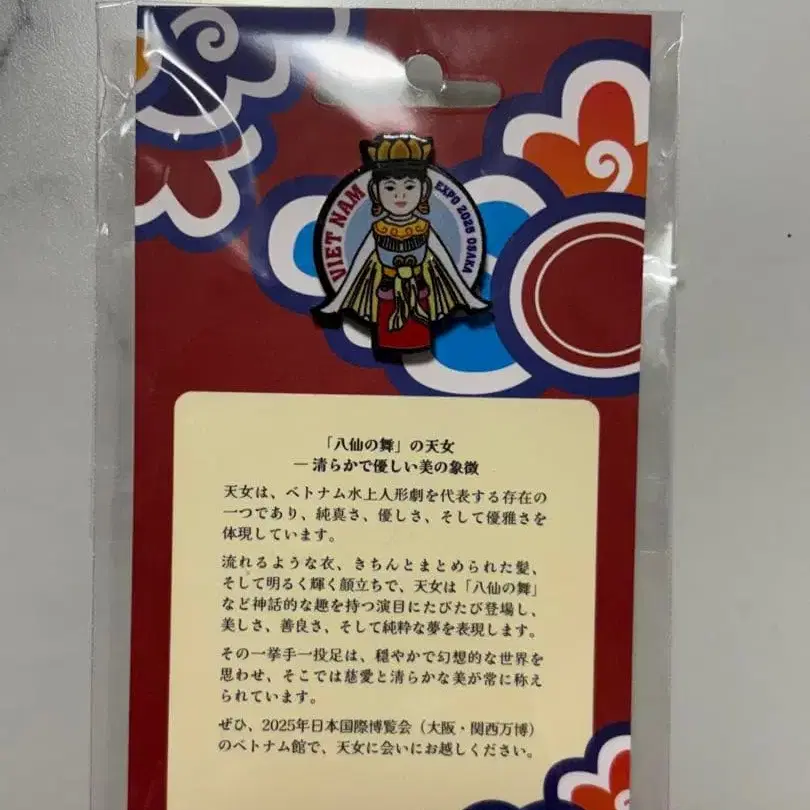 VIET NAM
EXPO 2025 OSAKA
「八仙の舞」の天女
― 清らかで優しい美の象徴
天女は、ベトナム水上人形劇を代表する存在の
一つであり、純真さ、優しさ、そして優雅さを
体現しています。
流れるような衣、きちんとまとめられた髪、
そして明るく輝く顔立ちで、天女は「八仙の舞」
など神話的な趣を持つ演目にたびたび登場し、
美しさ、善良さ、そして純粋な夢を表現します。
その一挙手一投足は、穏やかで幻想的な世界を
思わせ、そこでは慈愛と清らかな美が常に称え
られています。
ぜひ、2025年日本国際博覧会（大阪・関西万博）
のベトナム館で、天女に会いにお越しください。